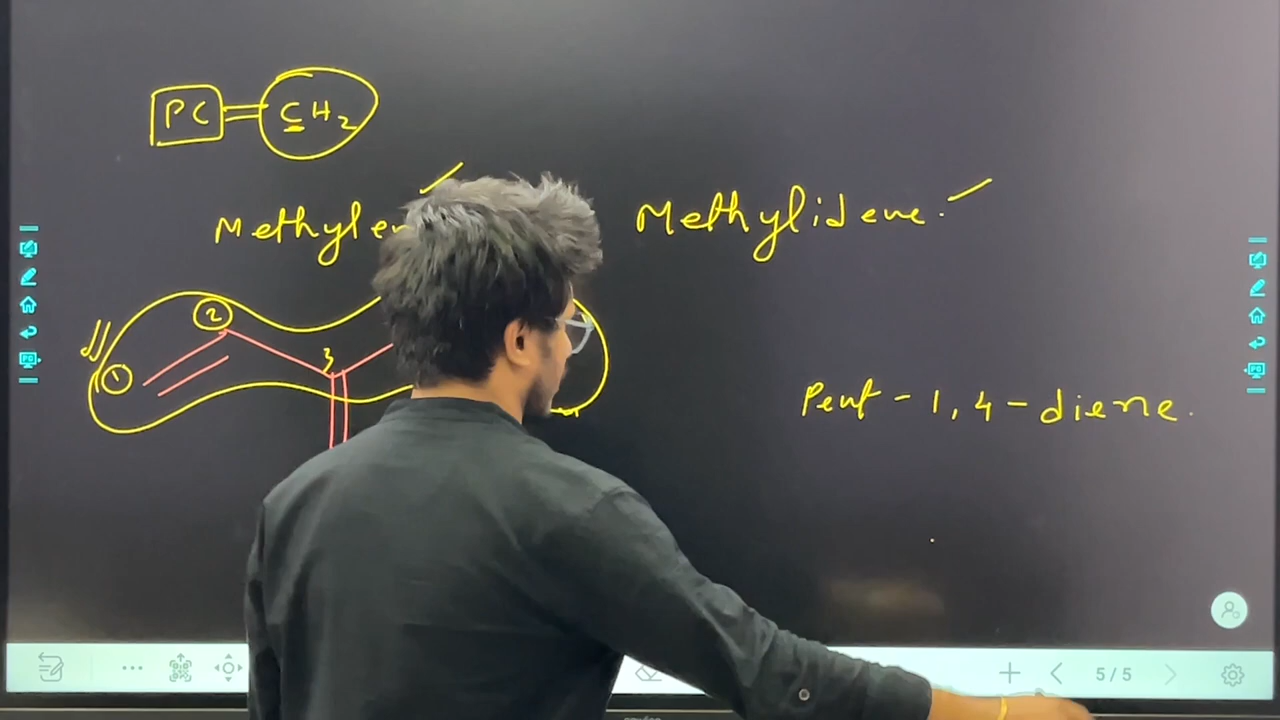 PC = CH2
Methylen Methylidene.
2
1
3
Pent - 1, 4 - diene.
5/5